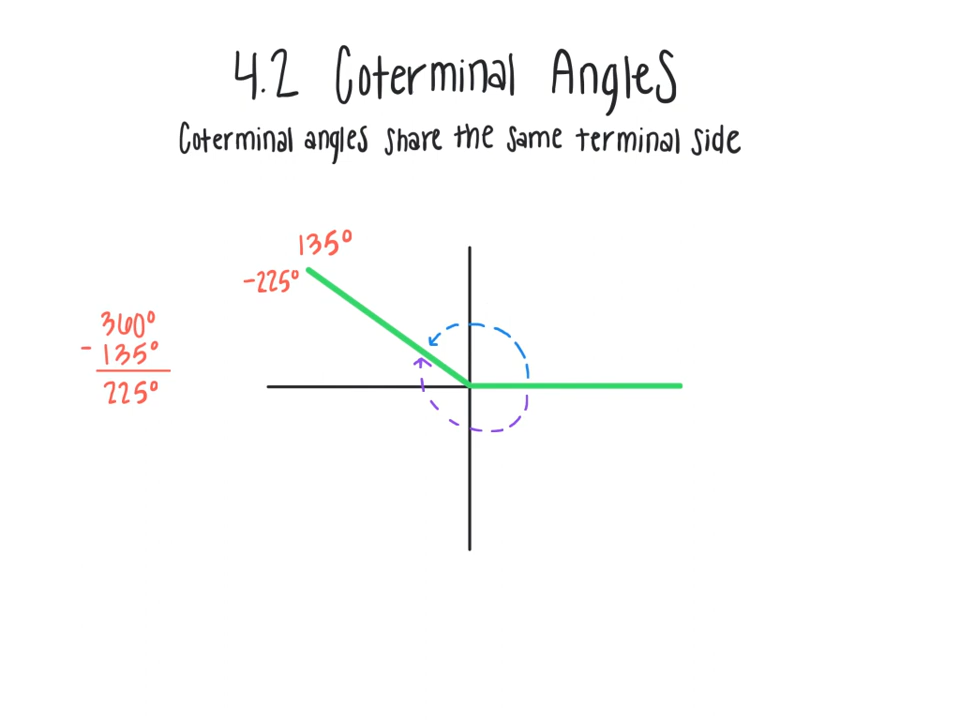 4.2 Coterminal Angles
Coterminal angles share the same terminal side
135°
-225°
360°
- 135°
225°